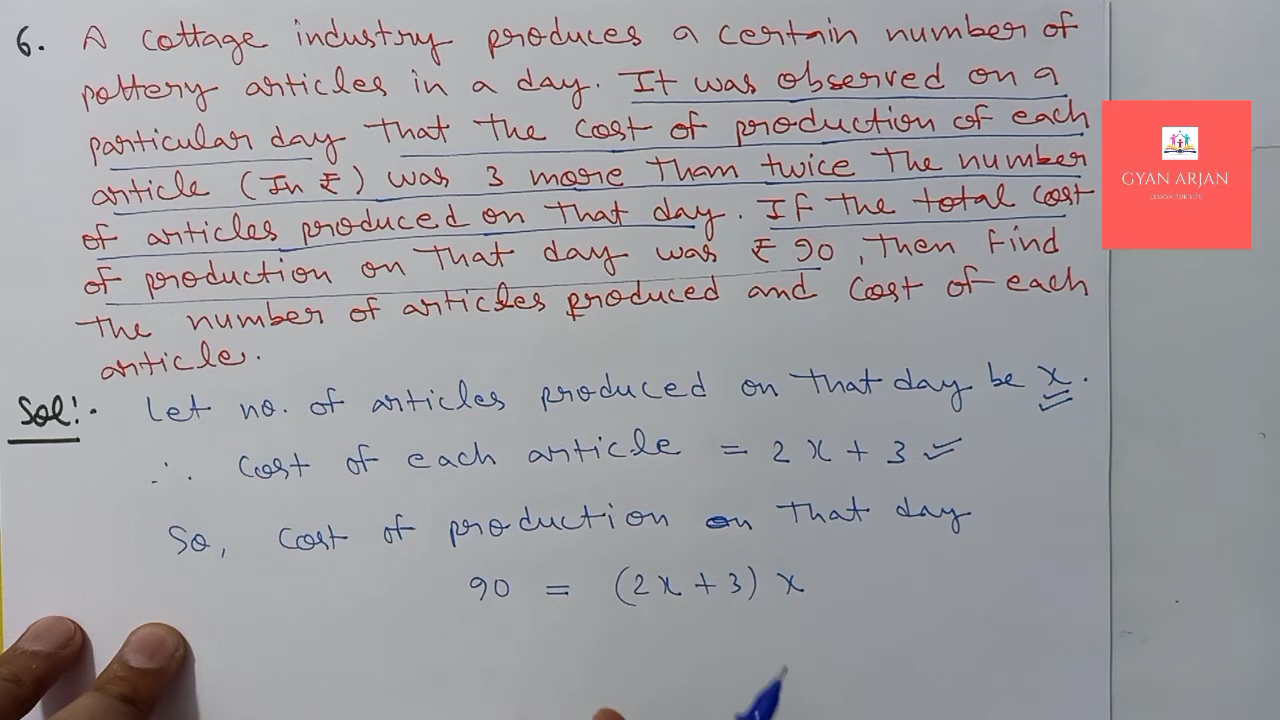 6. A cottage industry produces a certain number of
pottery articles in a day. It was observed on a
particular day that the cost of production of each
article (In ₹) was 3 more than twice the number
of articles produced on that day. If the total cost
of production on that day was ₹ 90, then find
the number of articles produced and cost of each
article.
Sol:- Let no. of articles produced on that day be x.
∴ Cost of each article = 2x + 3 ✓
So, Cost of production on that day
90 = (2x + 3) x
GYAN ARJAN
LESSON FOR LIFE